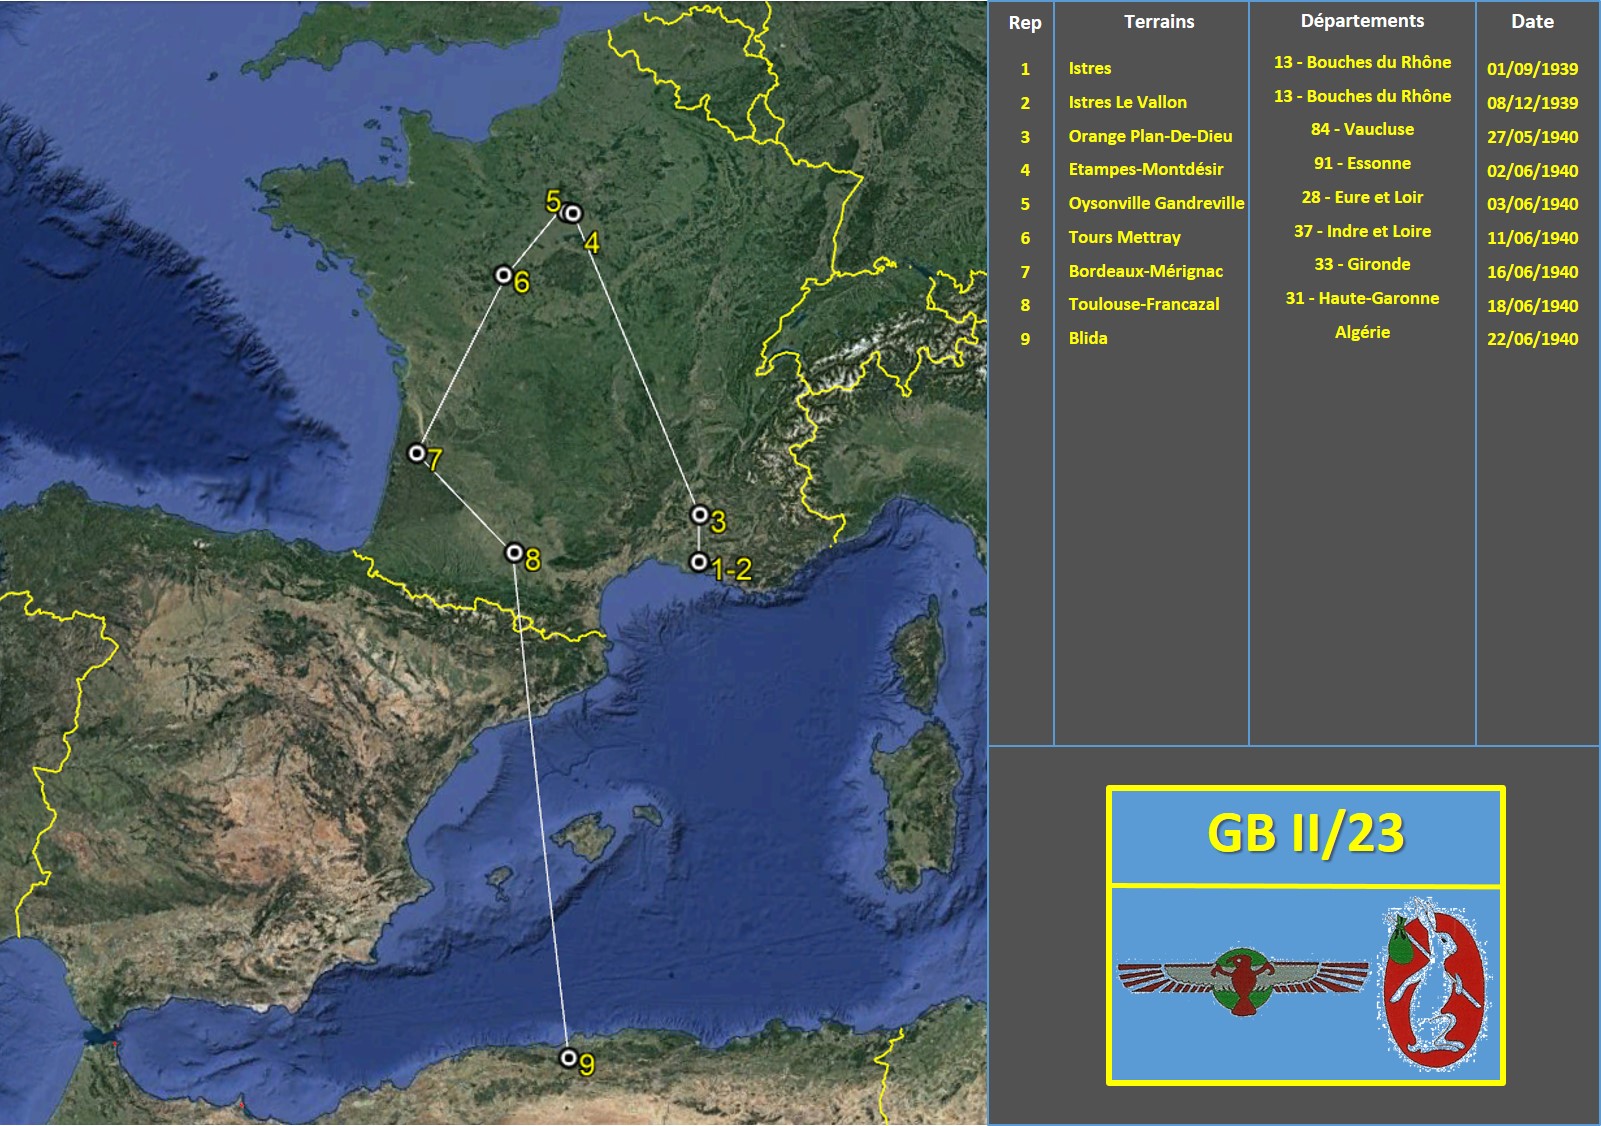 Rep Terrains Départements Date
1 Istres 13 - Bouches du Rhône 01/09/1939
2 Istres Le Vallon 13 - Bouches du Rhône 08/12/1939
3 Orange Plan-De-Dieu 84 - Vaucluse 27/05/1940
4 Etampes-Montdésir 91 - Essonne 02/06/1940
5 Oysonville Gandreville 28 - Eure et Loir 03/06/1940
6 Tours Mettray 37 - Indre et Loire 11/06/1940
7 Bordeaux-Mérignac 33 - Gironde 16/06/1940
8 Toulouse-Francazal 31 - Haute-Garonne 18/06/1940
9 Blida Algérie 22/06/1940
5
4
6
7
3
8
1-2
9
GB II/23